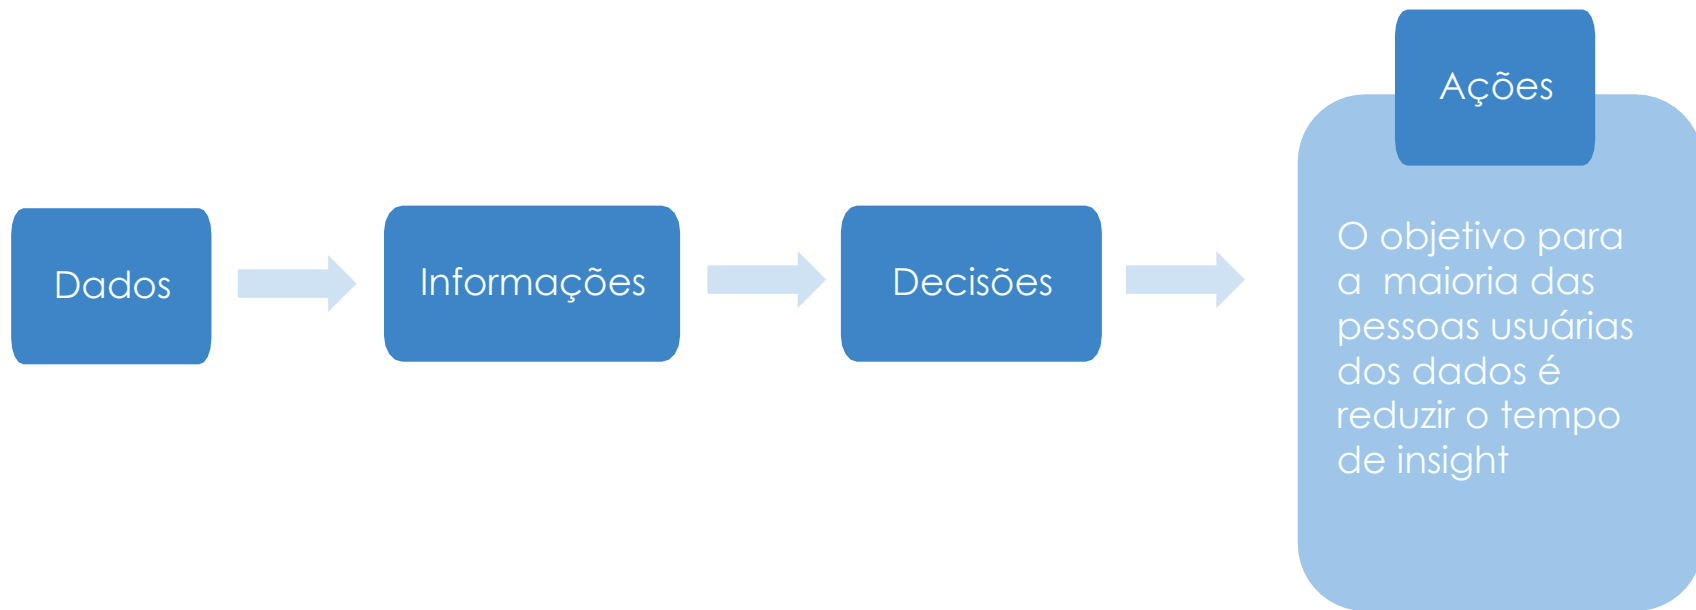 Dados
Informações
Decisões
Ações
O objetivo para
a  maioria das
pessoas usuárias
dos dados é
reduzir o tempo
de insight